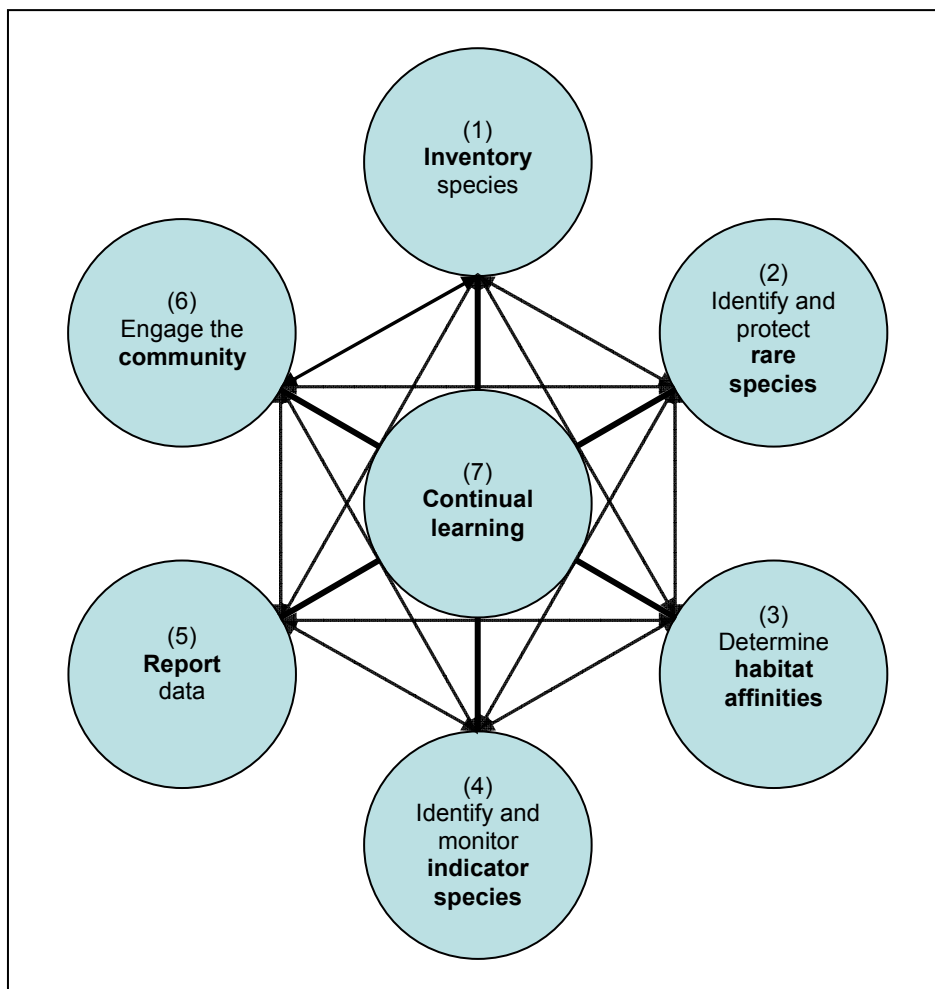 (1)
Inventory
species
(2)
Identify and
protect
rare
species
(3)
Determine
habitat
affinities
(4)
Identify and
monitor
indicator
species
(5)
Report
data
(6)
Engage the
community
(7)
Continual
learning